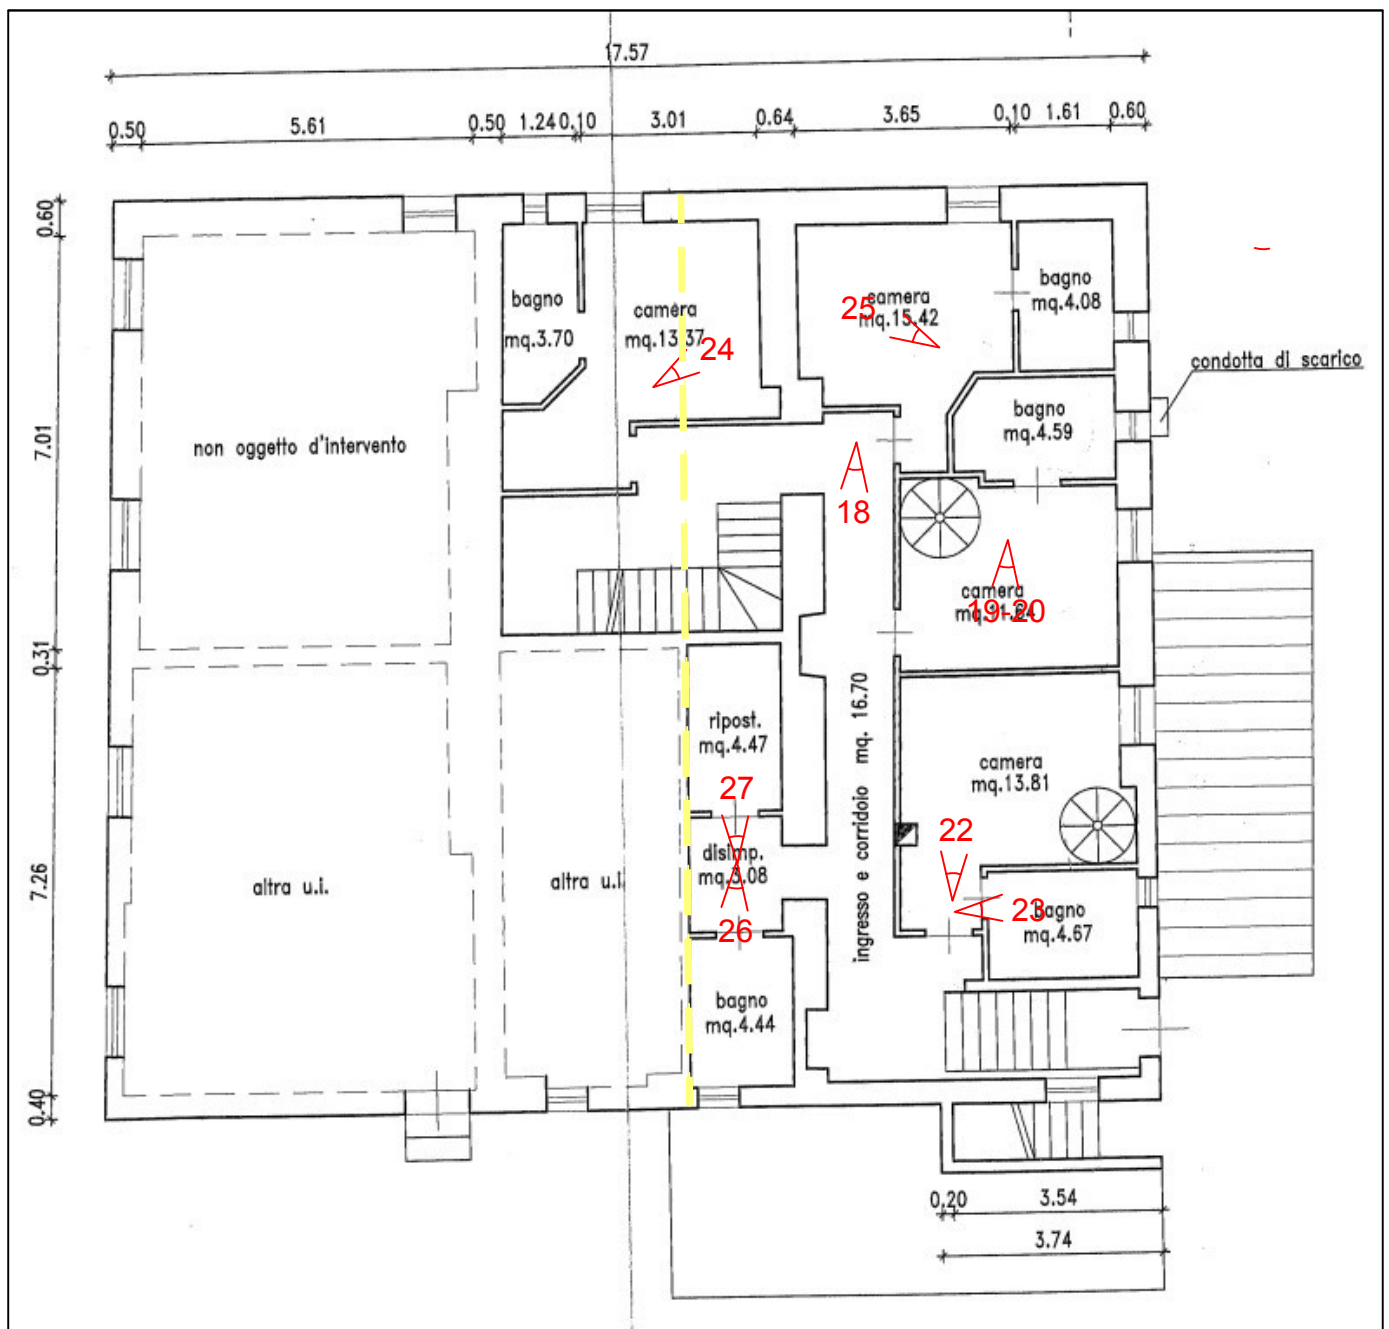 17.57
0.50 5.61 0.50 1.24 0.10 3.01 0.64 3.65 0.10 1.61 0.60
0.60
7.01
0.31
7.26
0.40
bagno
mq.3.70
camera
mq.13.37
24
25
camera
mq.15.42
bagno
mq.4.08
condotta di scarico
bagno
mq.4.59
non oggetto d'intervento
18
camera
19-20
ripost.
mq.4.47
ingresso e corridoio mq. 16.70
camera
mq.13.81
27
22
disimp.
mq.3.08
altra u.i.
altra u.i.
23
bagno
mq.4.67
26
bagno
mq.4.44
0.20 3.54
3.74